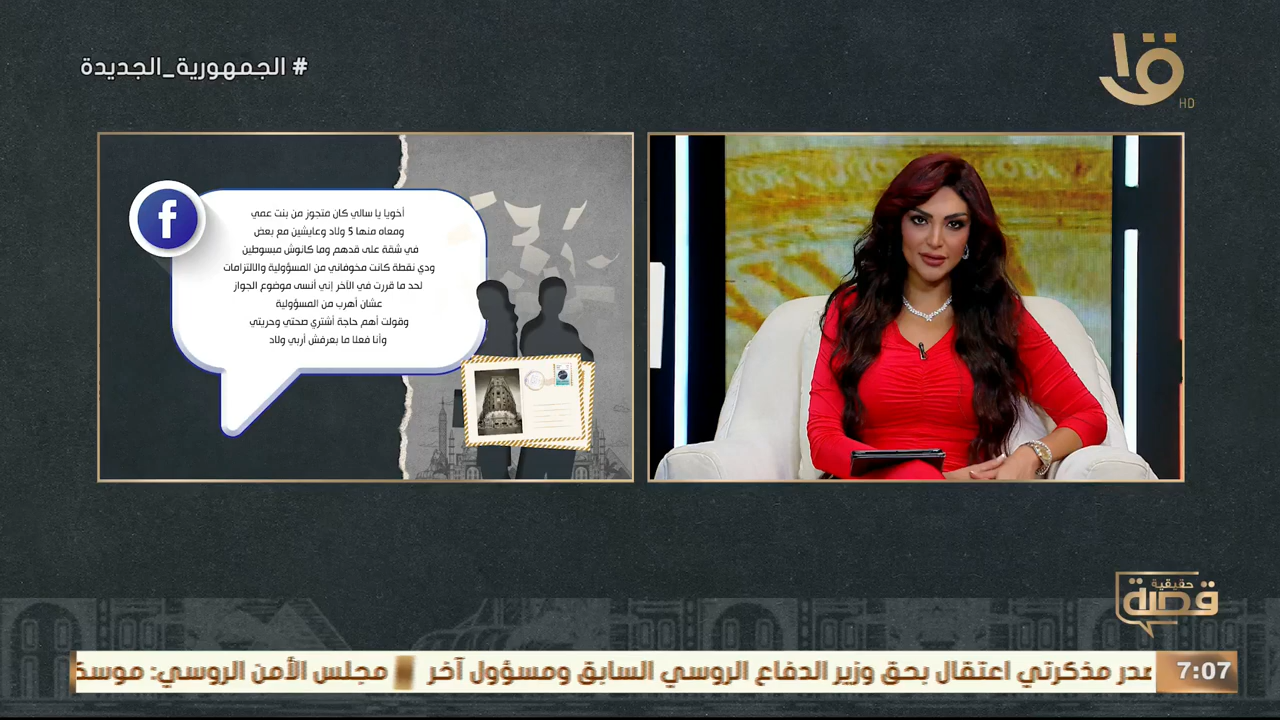 # الجمهورية_الجديدة
HD
f
أخويا يا سالي كان متجوز من بنت عمي
ومعاه منها 5 ولاد وعايشين مع بعض
في شقة على قدهم وما كانوش مبسوطين
ودي نقطة كانت مخوفاني من المسؤولية والالتزامات
لحد ما قررت في الآخر إني أنسى موضوع الجواز
عشان أهرب من المسؤولية
وقولت أهم حاجة أشتري صحتي وحريتي
وأنا فعلا ما بعرفش أربي ولاد
قصة حقيقية
7:07
مذكرتي اعتقال بحق وزير الدفاع الروسي السابق ومسؤول آخر
مجلس الأمن الروسي: